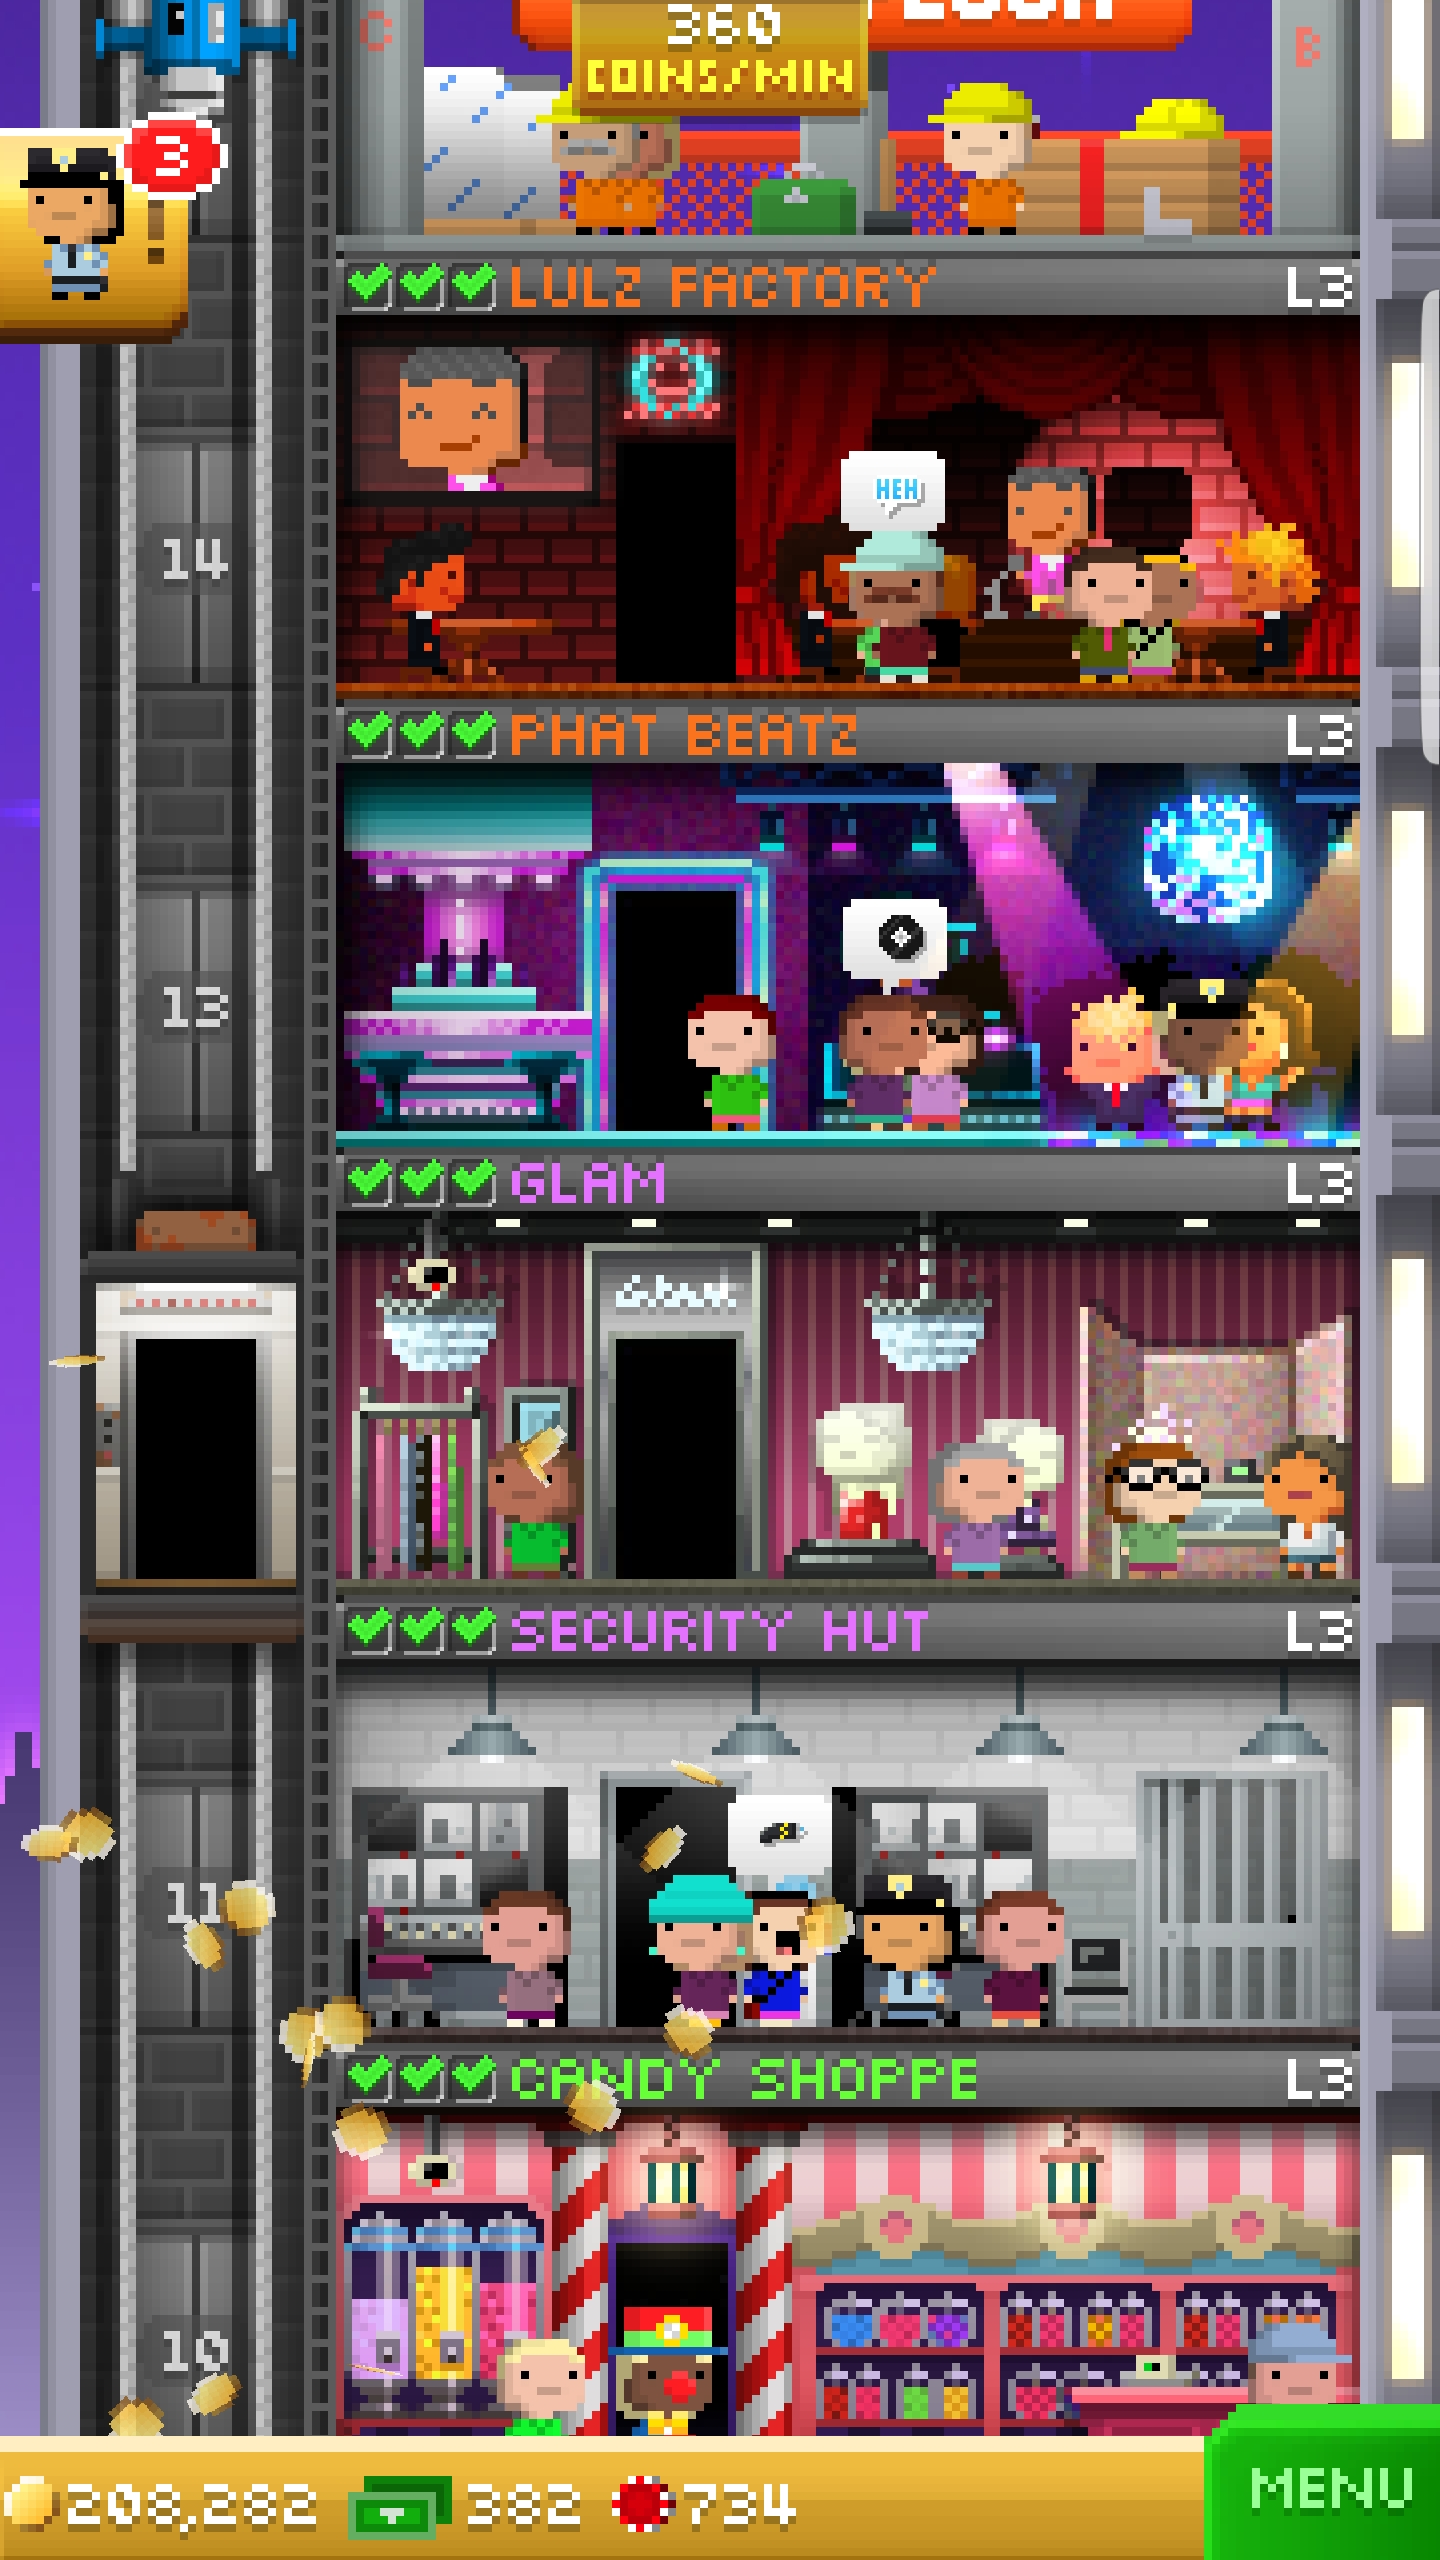 360
COINS/MIN
C
B
3
LULZ FACTORY L3
HEH
14
PHAT BEATZ L3
13
GLAM L3
Glam
SECURITY HUT L3
11
CANDY SHOPPE L3
10
208,282 382 734
MENU